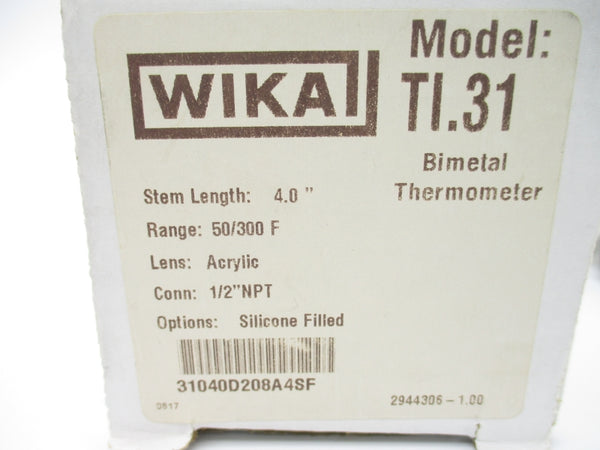 WIKA
Model:
TI.31
Bimetal
Thermometer
Stem Length: 4.0 "
Range: 50/300 F
Lens: Acrylic
Conn: 1/2"NPT
Options: Silicone Filled
31040D208A4SF
0817
2944306-1.00